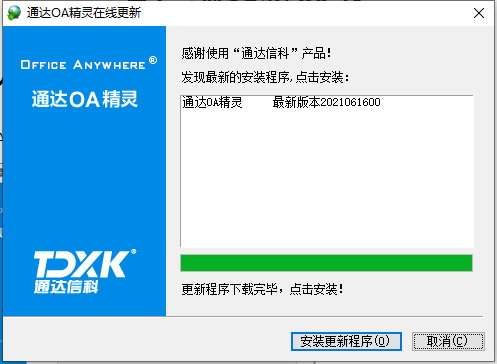 通达OA精灵在线更新
OFFICE ANYWHERE®
通达OA精灵
感谢使用“通达信科”产品!
发现最新的安装程序,点击安装:
通达OA精灵 最新版本2021061600
TDXK®
通达信科
更新程序下载完毕，点击安装!
安装更新程序(O)
取消(C)